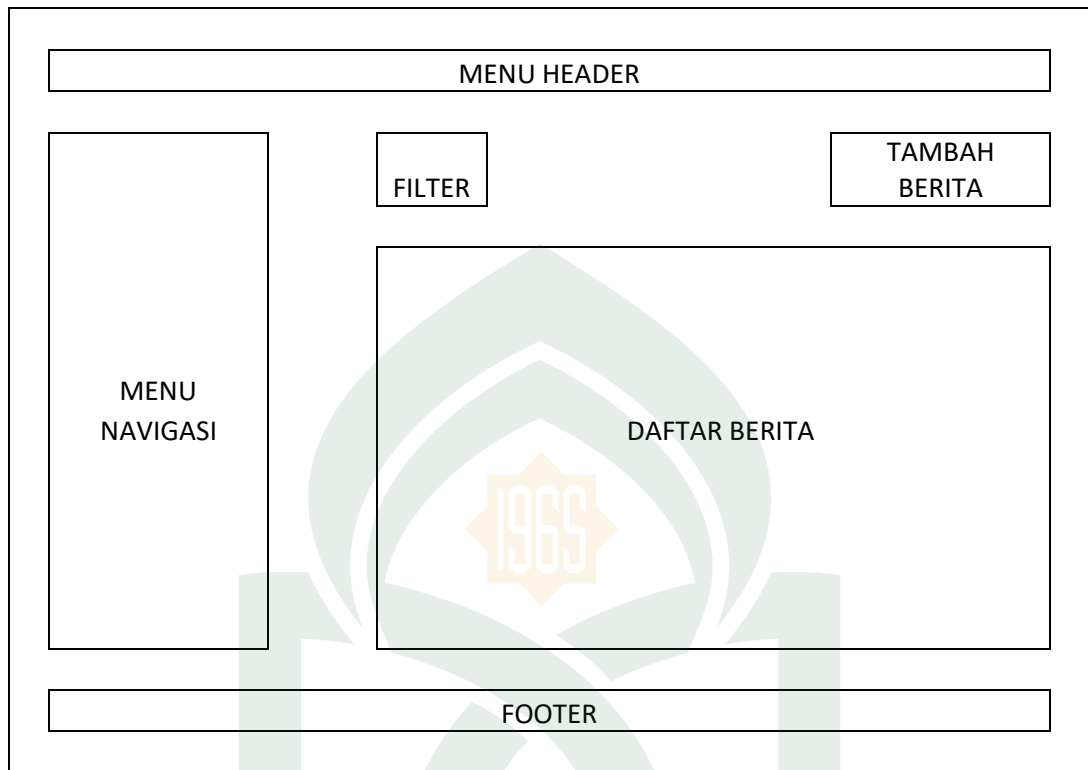 MENU HEADER
FILTER
TAMBAH
BERITA
MENU
NAVIGASI
DAFTAR BERITA
1965
FOOTER